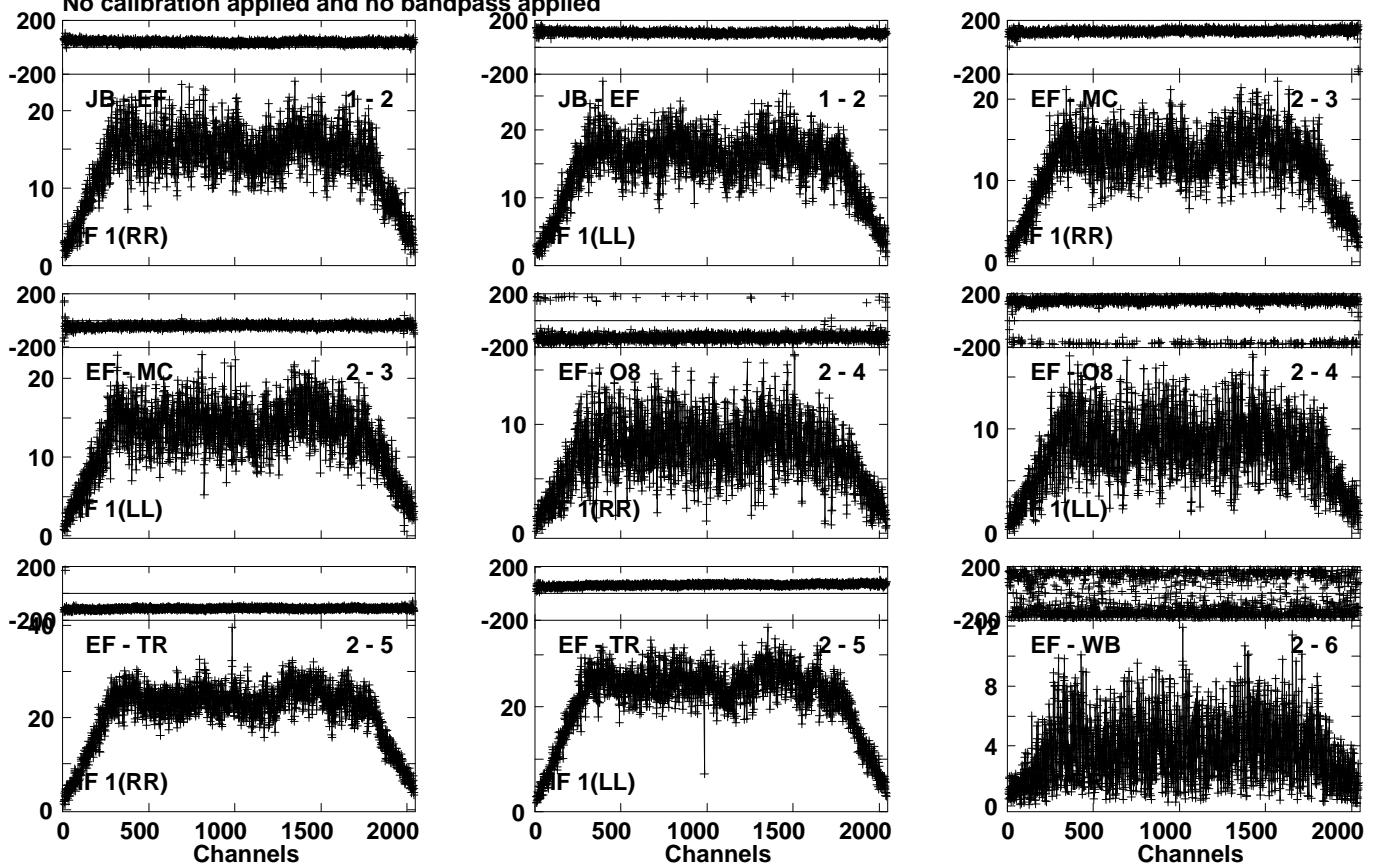 No calibration applied and no bandpass applied
200
-200
JB - EF 1 - 2
20
10
IF 1(RR)
0
200
-200
JB - EF 1 - 2
20
10
IF 1(LL)
0
200
-200
EF - MC 2 - 3
20
10
IF 1(RR)
0
200
-200
EF - MC 2 - 3
20
10
IF 1(LL)
0
200
-200
EF - O8 2 - 4
10
IF 1(RR)
0
200
-200
EF - O8 2 - 4
10
IF 1(LL)
0
200
-200
40
EF - TR 2 - 5
20
IF 1(RR)
0
0 500 1000 1500 2000
Channels
200
-200
EF - TR 2 - 5
20
IF 1(LL)
0
0 500 1000 1500 2000
Channels
200
-200
12
EF - WB 2 - 6
8
4
0
0 500 1000 1500 2000
Channels